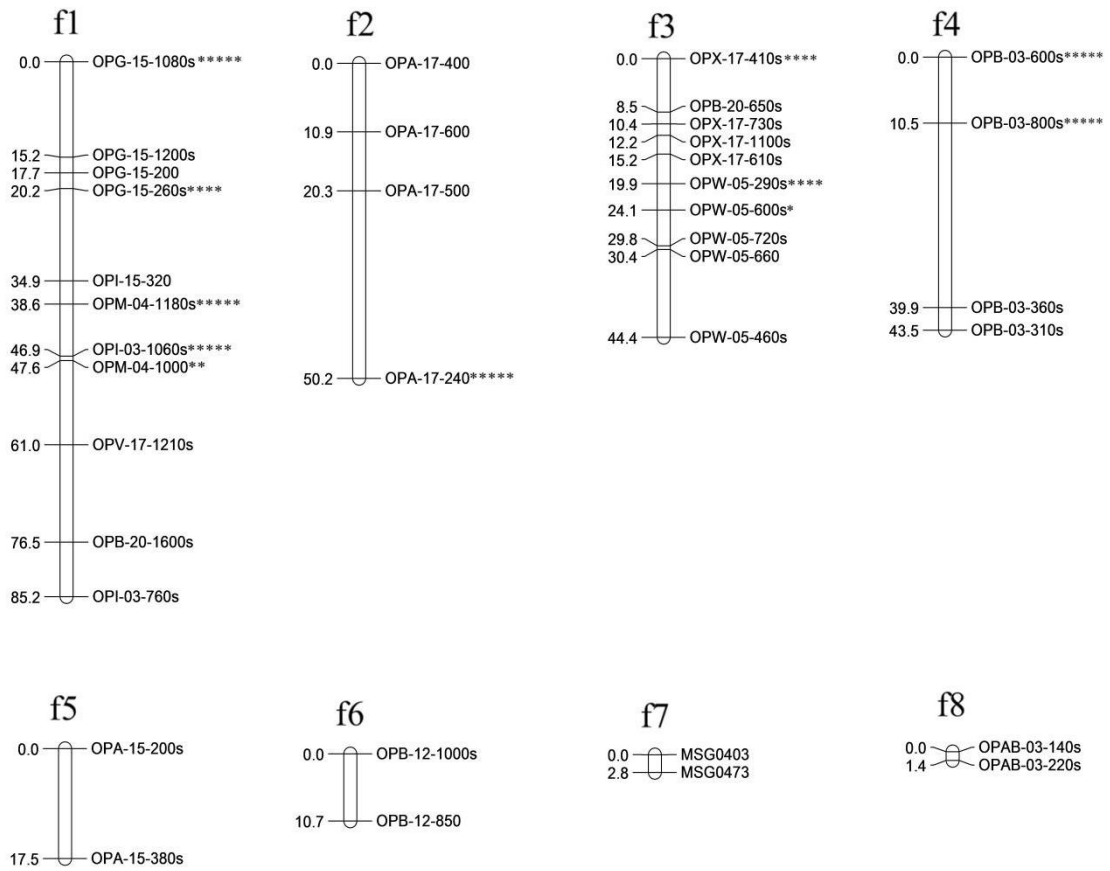 f1
0.0 OPG-15-1080s*****
15.2 OPG-15-1200s
17.7 OPG-15-200
20.2 OPG-15-260s****
34.9 OPI-15-320
38.6 OPM-04-1180s*****
46.9 OPI-03-1060s*****
47.6 OPM-04-1000**
61.0 OPV-17-1210s
76.5 OPB-20-1600s
85.2 OPI-03-760s
f2
0.0 OPA-17-400
10.9 OPA-17-600
20.3 OPA-17-500
50.2 OPA-17-240*****
f3
0.0 OPX-17-410s****
8.5 OPB-20-650s
10.4 OPX-17-730s
12.2 OPX-17-1100s
15.2 OPX-17-610s
19.9 OPW-05-290s****
24.1 OPW-05-600s*
29.8 OPW-05-720s
30.4 OPW-05-660
44.4 OPW-05-460s
f4
0.0 OPB-03-600s*****
10.5 OPB-03-800s*****
39.9 OPB-03-360s
43.5 OPB-03-310s
f5
0.0 OPA-15-200s
17.5 OPA-15-380s
f6
0.0 OPB-12-1000s
10.7 OPB-12-850
f7
0.0 MSG0403
2.8 MSG0473
f8
0.0 OPAB-03-140s
1.4 OPAB-03-220s